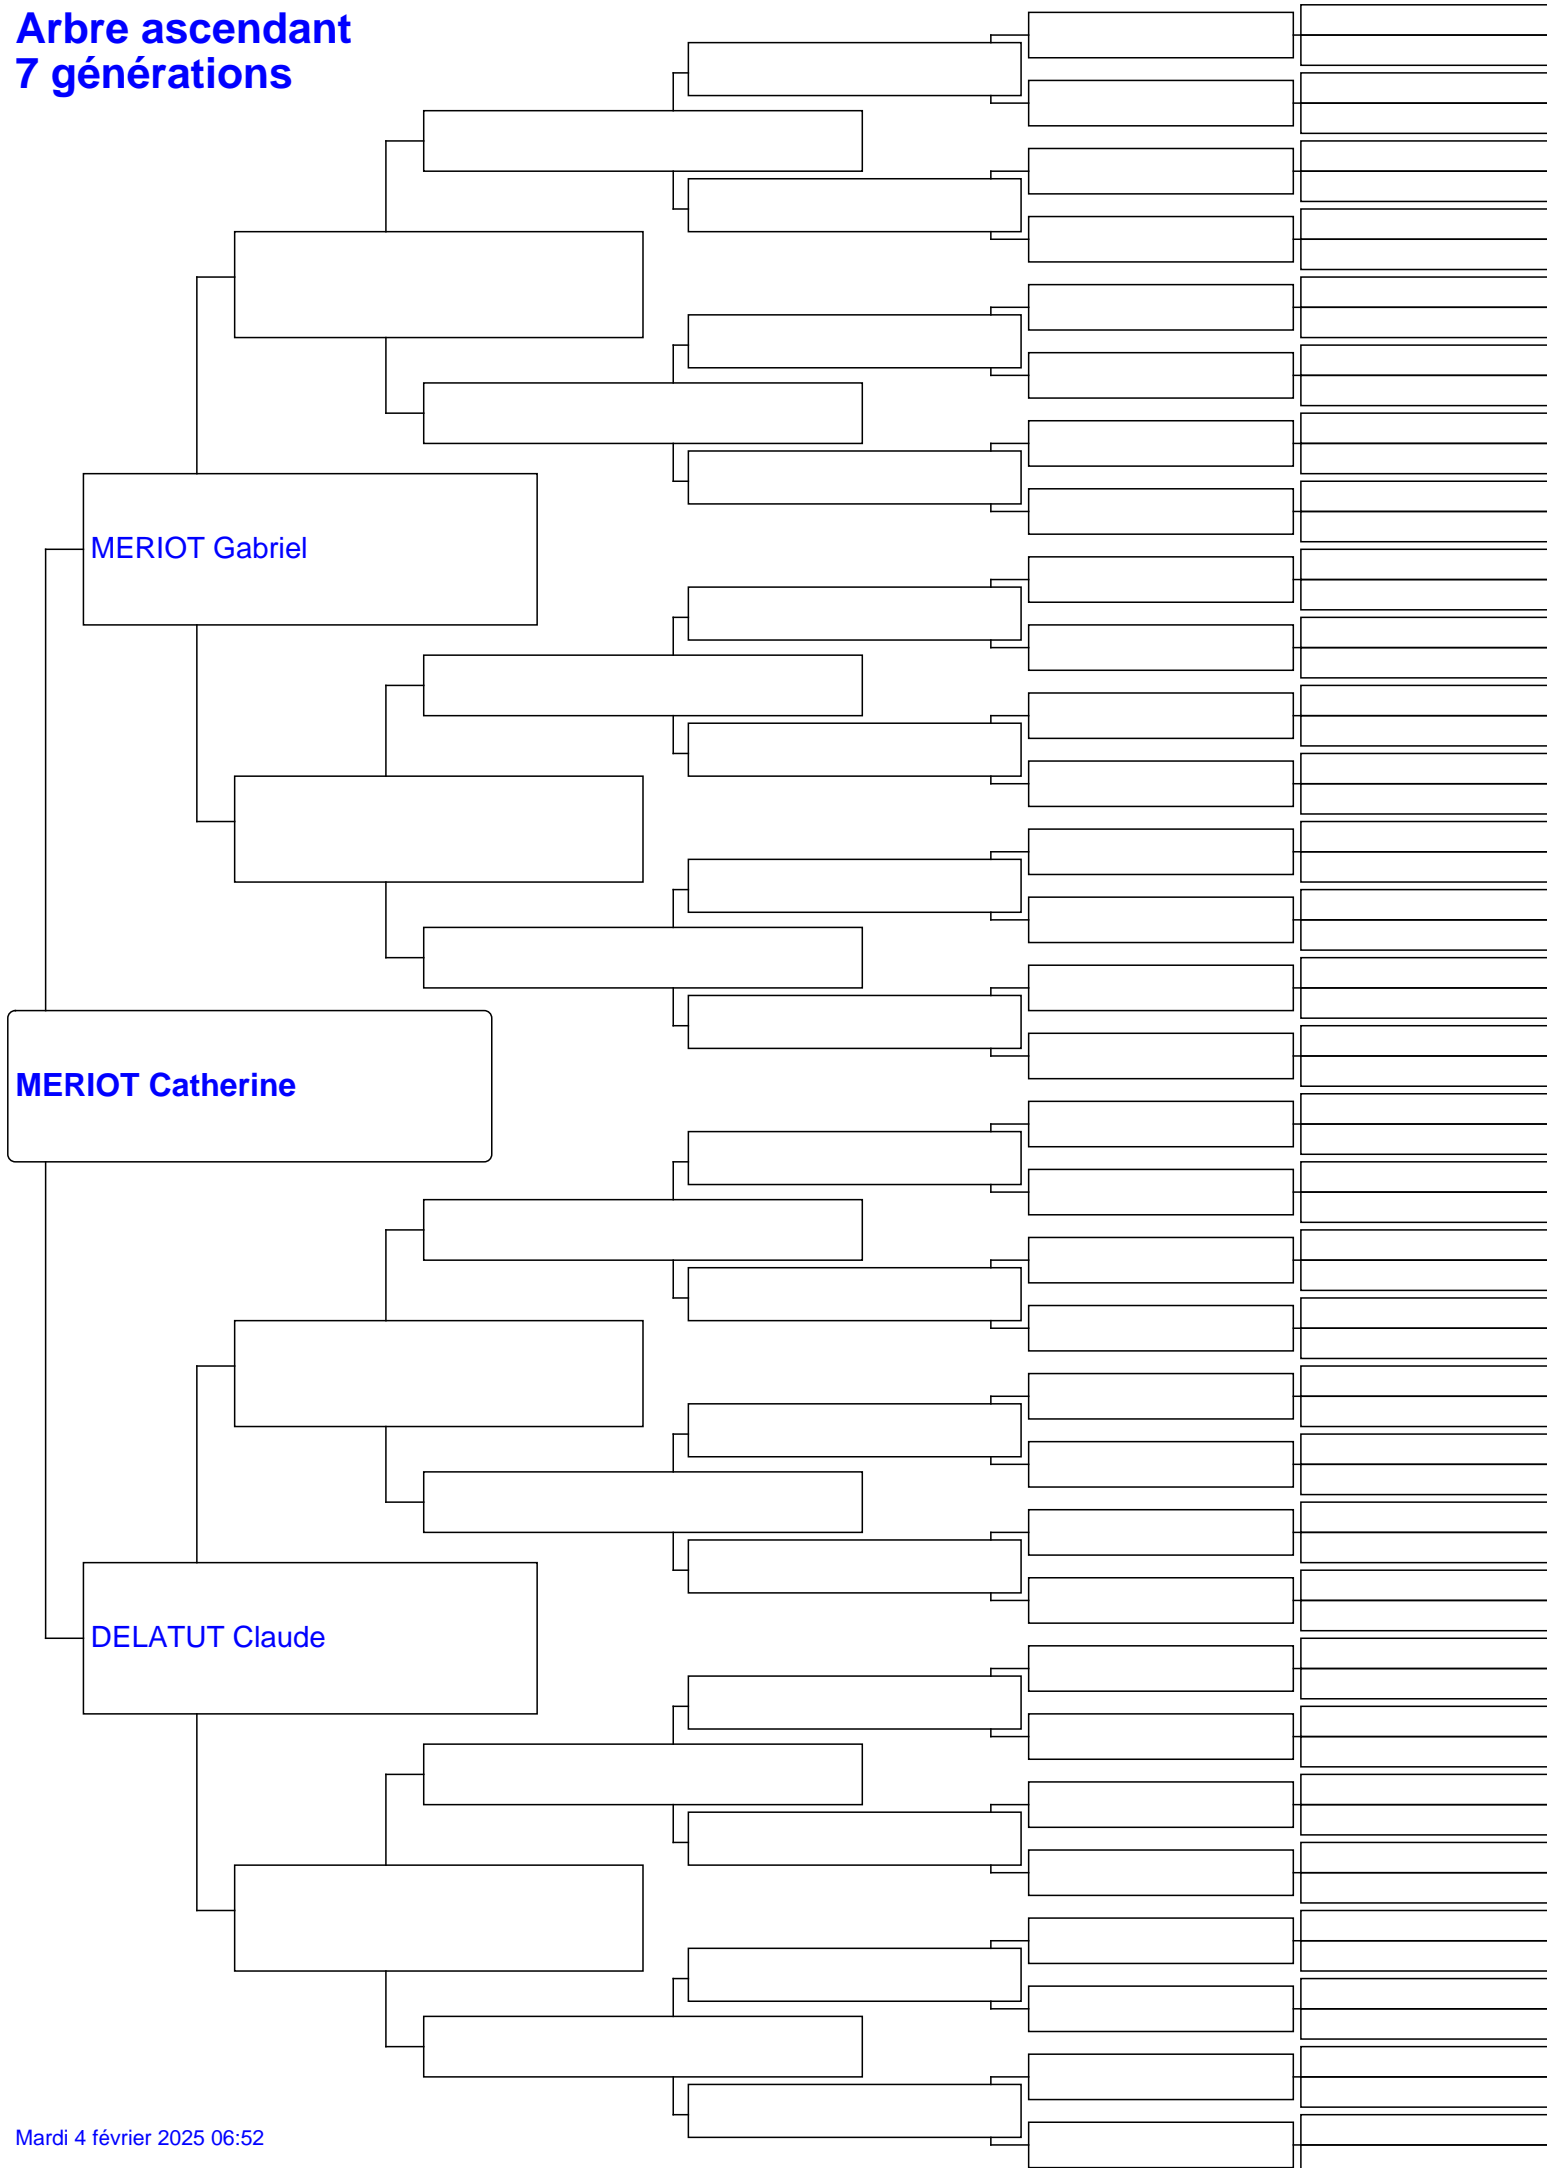 Arbre ascendant
7 générations
MERIOT Gabriel
MERIOT Catherine
DELATUT Claude
Mardi 4 février 2025 06:52